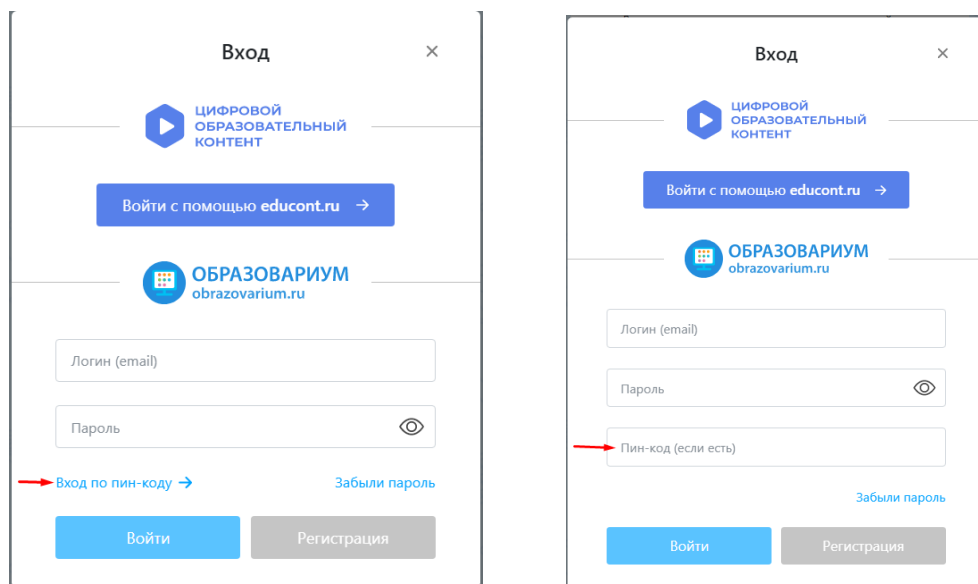 Вход
ЦИФРОВОЙ
ОБРАЗОВАТЕЛЬНЫЙ
КОНТЕНТ
Войти с помощью educont.ru →
ОБРАЗОВАРИУМ
obrazovarium.ru
Логин (email)
Пароль
Вход по пин-коду →
Забыли пароль
Войти
Регистрация
Вход
ЦИФРОВОЙ
ОБРАЗОВАТЕЛЬНЫЙ
КОНТЕНТ
Войти с помощью educont.ru →
ОБРАЗОВАРИУМ
obrazovarium.ru
Логин (email)
Пароль
Пин-код (если есть)
Забыли пароль
Войти
Регистрация